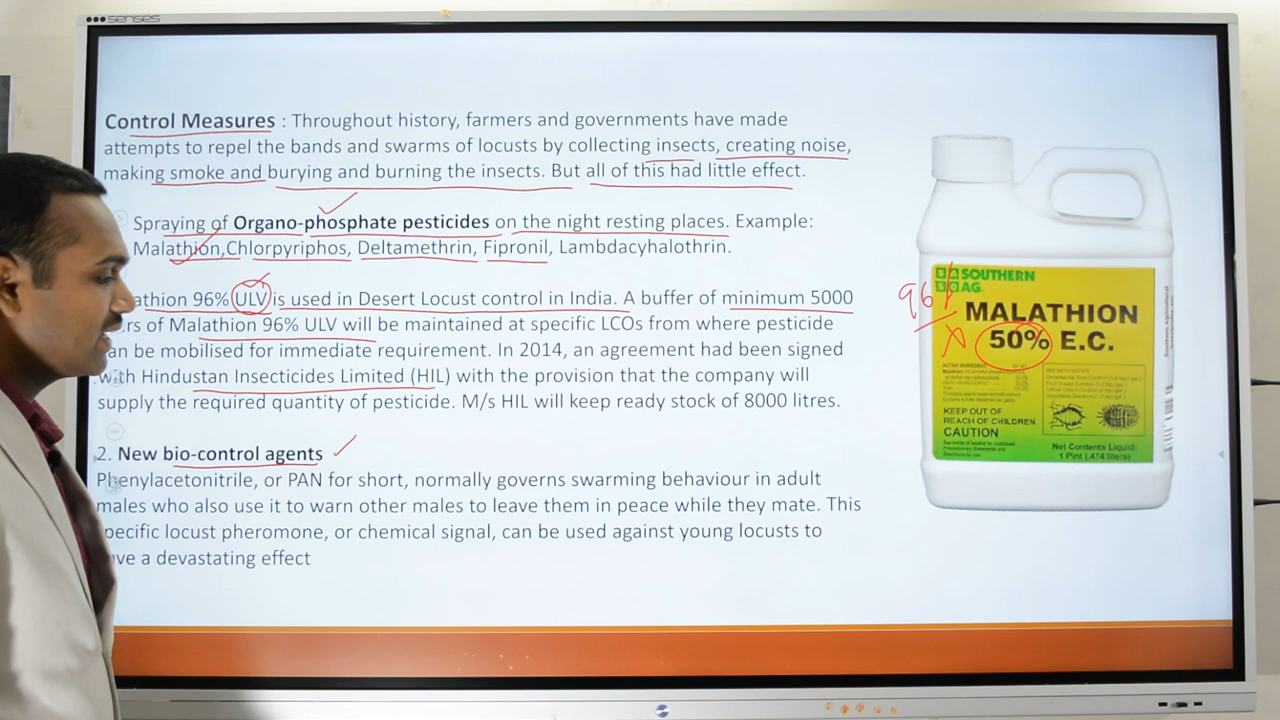 senses
Control Measures : Throughout history, farmers and governments have made
attempts to repel the bands and swarms of locusts by collecting insects, creating noise,
making smoke and burying and burning the insects. But all of this had little effect.
Spraying of Organo-phosphate pesticides on the night resting places. Example:
Malathion,Chlorpyriphos, Deltamethrin, Fipronil, Lambdacyhalothrin.
athion 96% ULV is used in Desert Locust control in India. A buffer of minimum 5000
rs of Malathion 96% ULV will be maintained at specific LCOs from where pesticide
an be mobilised for immediate requirement. In 2014, an agreement had been signed
with Hindustan Insecticides Limited (HIL) with the provision that the company will
supply the required quantity of pesticide. M/s HIL will keep ready stock of 8000 litres.
2. New bio-control agents
Phenylacetonitrile, or PAN for short, normally governs swarming behaviour in adult
males who also use it to warn other males to leave them in peace while they mate. This
specific locust pheromone, or chemical signal, can be used against young locusts to
ve a devastating effect
SOUTHERN
AG
96%
MALATHION
50% E.C.
KEEP OUT OF
REACH OF CHILDREN
CAUTION
Net Contents Liquid:
1 Pint (.474 liters)